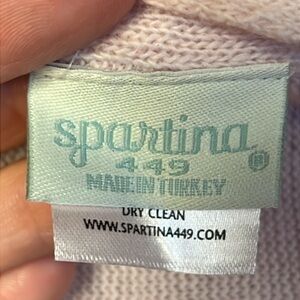 spartina®
449
MADE IN TURKEY
DRY CLEAN
WWW.SPARTINA449.COM